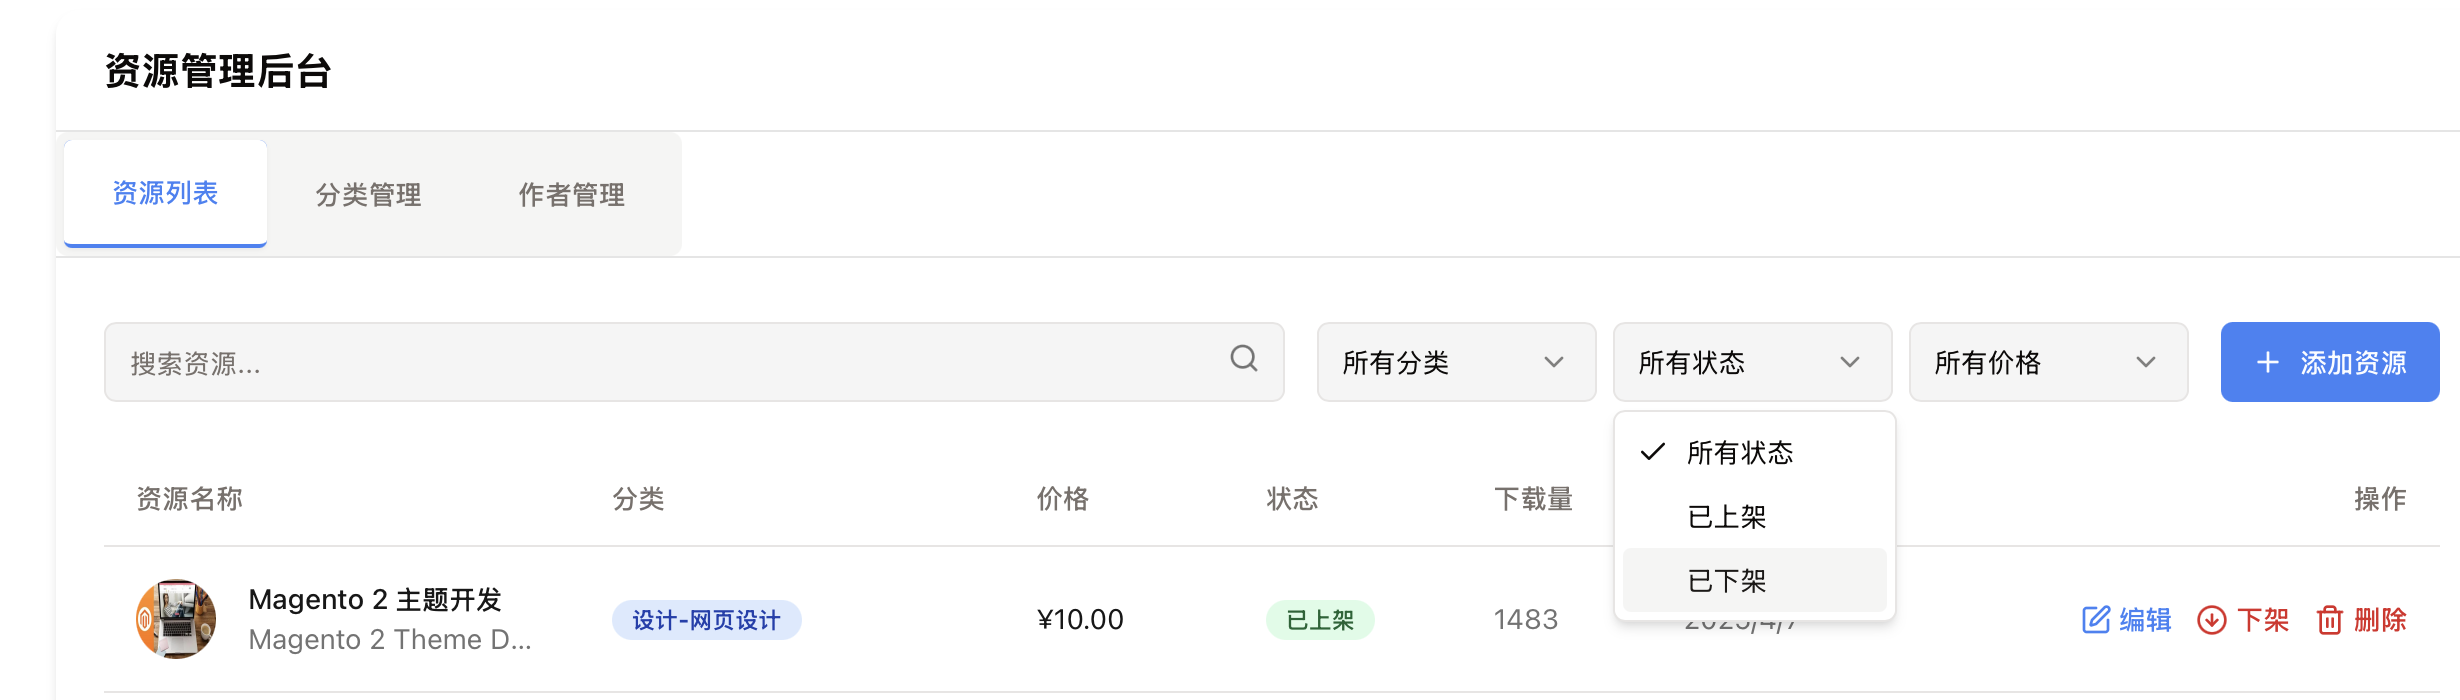 资源管理后台
资源列表 分类管理 作者管理
搜索资源... 所有分类 所有状态 所有价格 添加资源
所有状态
已上架
已下架
资源名称 分类 价格 状态 下载量 操作
Magento 2 主题开发
Magento 2 Theme D...
设计-网页设计 ¥10.00 已上架 1483 编辑 下架 删除